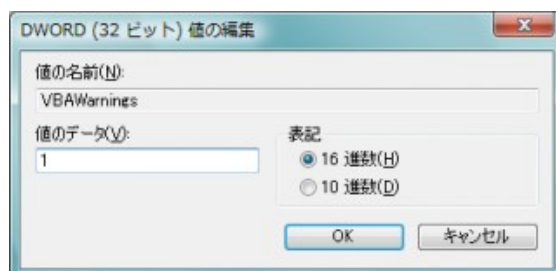 DWORD (32 ビット) 値の編集
値の名前(N):
VBAWarnings
値のデータ(V):
1
表記
16 進数(H)
10 進数(D)
OK
キャンセル